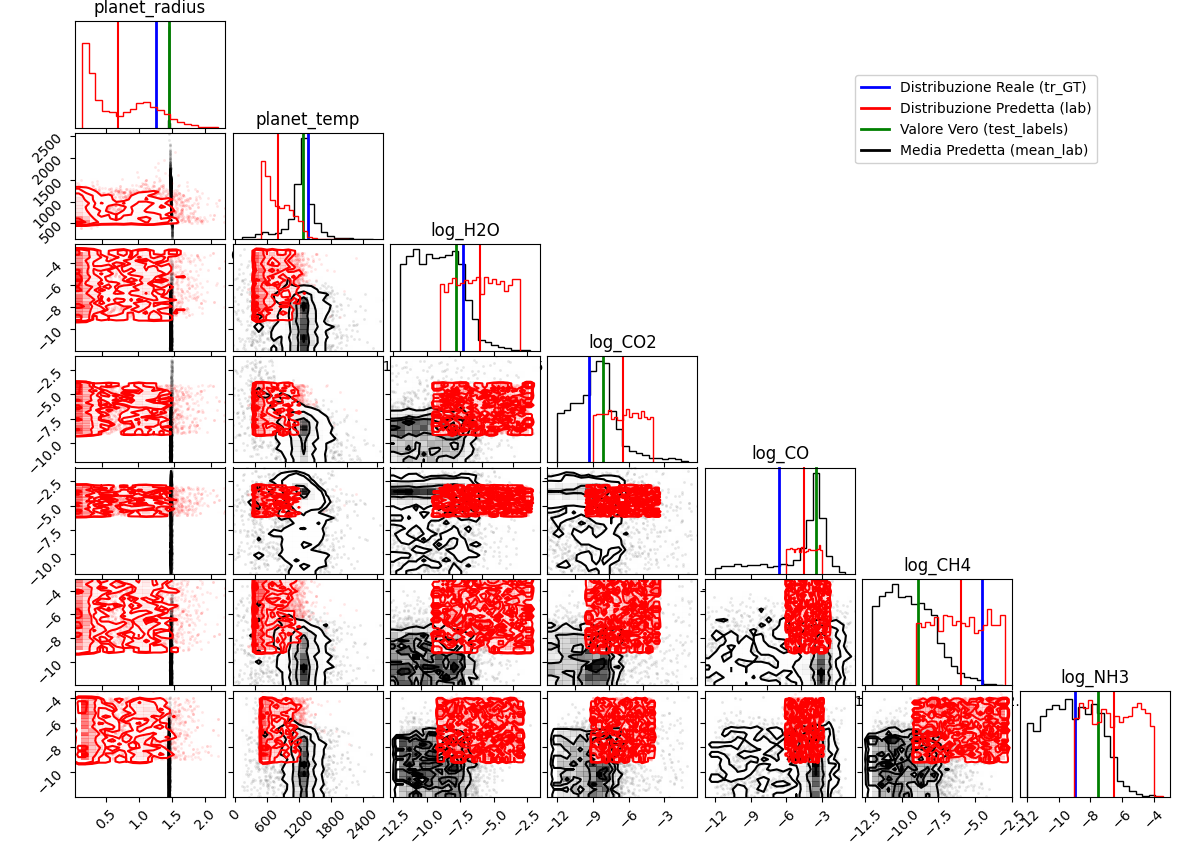 planet_radius
planet_temp
Distribuzione Reale (tr_GT)
Distribuzione Predetta (lab)
Valore Vero (test_labels)
Media Predetta (mean_lab)
2500
2000
1500
1000
500
log_H2O
−4
−6
−8
−10
log_CO2
−2.5
−5.0
−7.5
−10.0
log_CO
−2.5
−5.0
−7.5
−10.0
log_CH4
−4
−6
−8
−10
log_NH3
−4
−6
−8
−10
0.5 1.0 1.5 2.0 0 600 1200 1800 2400 −12.5 −10.0 −7.5 −5.0 −2.5 −12 −9 −6 −3 −12 −9 −6 −3 −12.5 −10.0 −7.5 −5.0 −2.5 −12 −10 −8 −6 −4